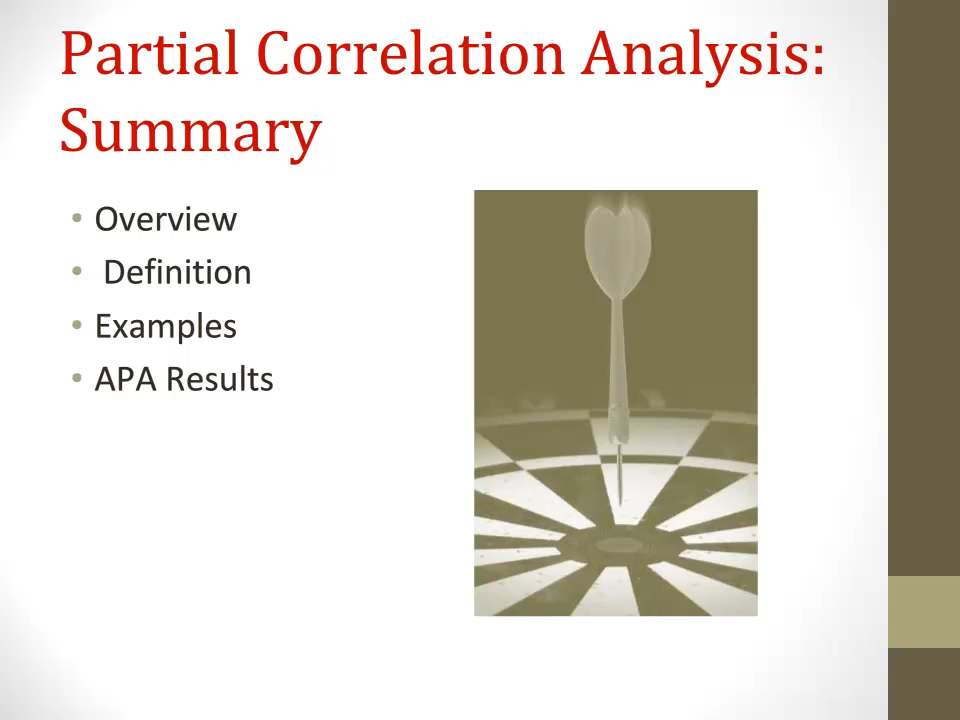 Partial Correlation Analysis:
Summary
• Overview
• Definition
• Examples
• APA Results